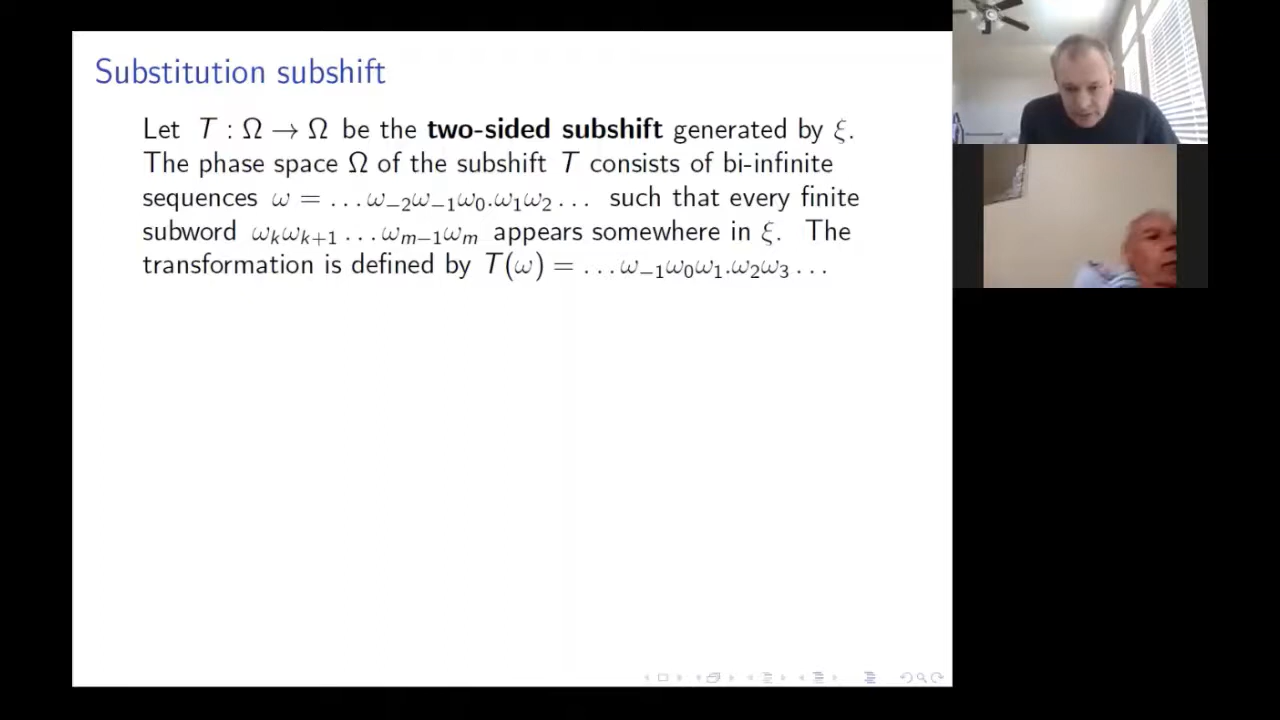 Substitution subshift
Let T : Ω → Ω be the two-sided subshift generated by ξ.
The phase space Ω of the subshift T consists of bi-infinite
sequences ω = . . . ω₋₂ω₋₁ω₀.ω₁ω₂ . . . such that every finite
subword ωₖωₖ₊₁ . . . ωₘ₋₁ωₘ appears somewhere in ξ. The
transformation is defined by T(ω) = . . . ω₋₁ω₀ω₁.ω₂ω₃ . . .